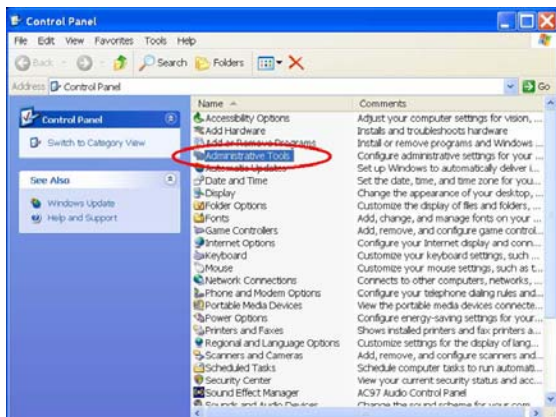 Control Panel
File Edit View Favorites Tools Help
Back Search Folders
Address Control Panel Go
Control Panel
Switch to Category View
See Also
Windows Update
Help and Support
Name Comments
Accessibility Options Adjust your computer settings for vision, ...
Add Hardware Installs and troubleshoots hardware
Add or Remove Programs Install or remove programs and Windows ...
Administrative Tools Configure administrative settings for your ...
Automatic Updates Set up Windows to automatically deliver i...
Date and Time Set the date, time, and time zone for you...
Display Change the appearance of your desktop, ...
Folder Options Customize the display of files and folders, ...
Fonts Add, change, and manage fonts on your ...
Game Controllers Add, remove, and configure game control...
Internet Options Configure your Internet display and conn...
Keyboard Customize your keyboard settings, such ...
Mouse Customize your mouse settings, such as t...
Network Connections Connects to other computers, networks, ...
Phone and Modem Options Configure your telephone dialing rules and...
Portable Media Devices View the portable media devices connecte...
Power Options Configure energy-saving settings for your...
Printers and Faxes Shows installed printers and fax printers a...
Regional and Language Options Customize settings for the display of lang...
Scanners and Cameras Add, remove, and configure scanners and...
Scheduled Tasks Schedule computer tasks to run automati...
Security Center View your current security status and acc...
Sound Effect Manager AC97 Audio Control Panel
Sounds and Audio Devices Change the sound scheme for your com...